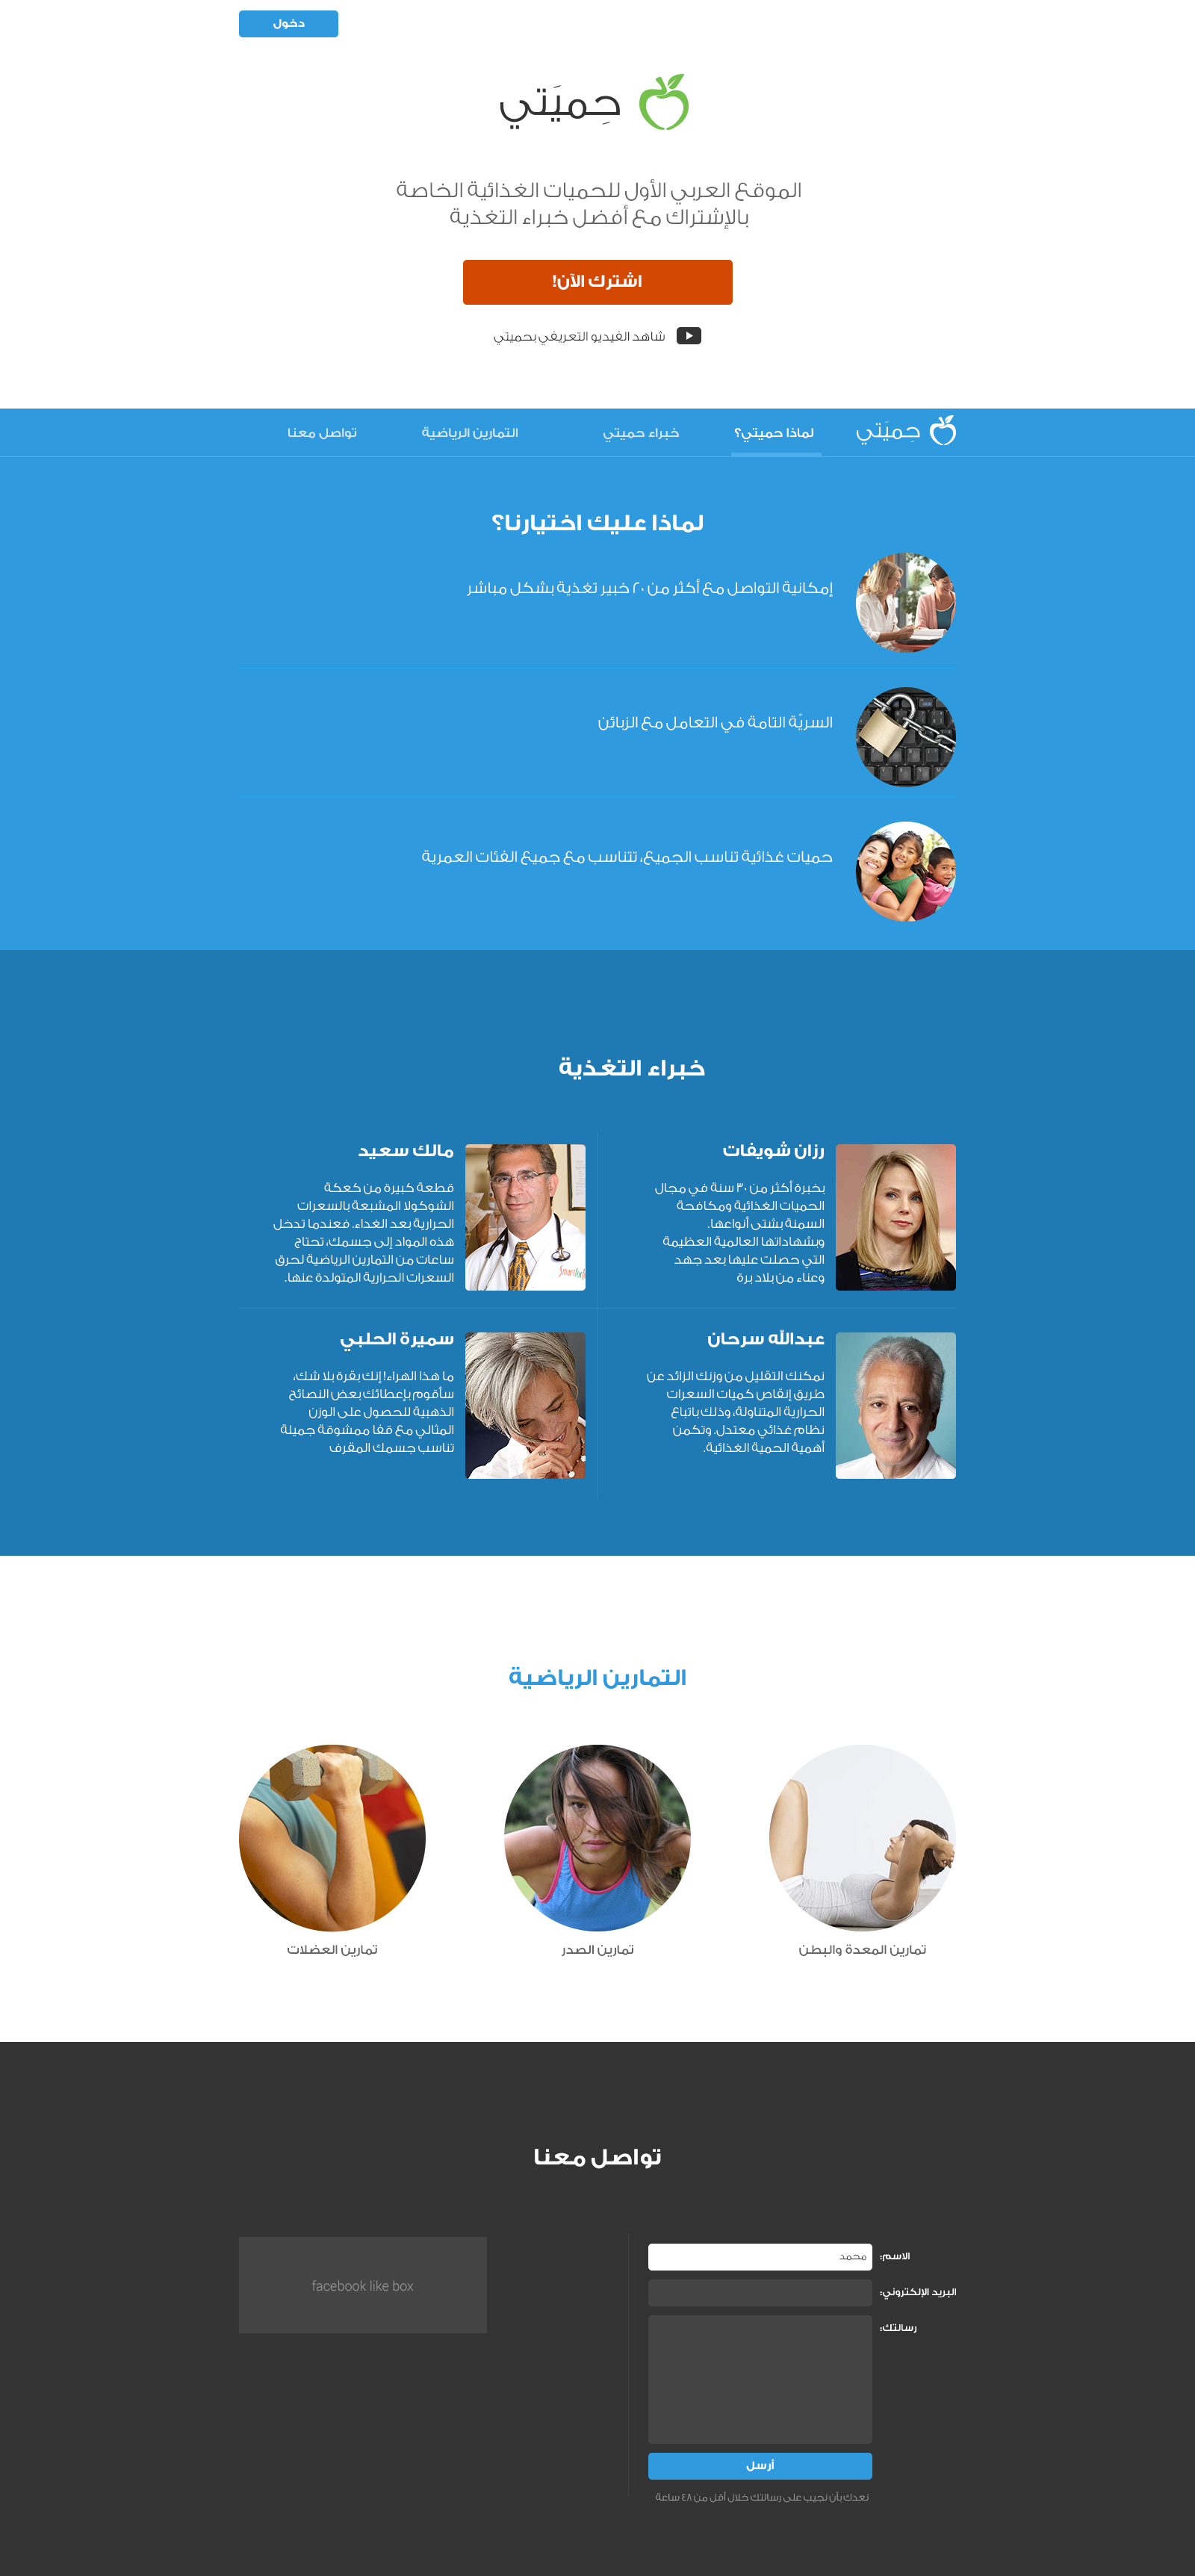 دخول
حِميَتي
الموقع العربي الأول للحميات الغذائية الخاصة
بالإشتراك مع أفضل خبراء التغذية
اشترك الآن!
شاهد الفيديو التعريفي بحميتي
حِميَتي
لماذا حميتي؟
خبراء حميتي
التمارين الرياضية
تواصل معنا
لماذا عليك اختيارنا؟
إمكانية التواصل مع أكثر من ٢٠ خبير تغذية بشكل مباشر
السريّة التامة في التعامل مع الزبائن
حميات غذائية تناسب الجميع، تتناسب مع جميع الفئات العمرية
خبراء التغذية
رزان شويفات
بخبرة أكثر من ٣٠ سنة في مجال
الحميات الغذائية ومكافحة
السمنة بشتى أنواعها.
وبشهاداتها العالمية العظيمة
التي حصلت عليها بعد جهد
وعناء من بلاد برة
مالك سعيد
قطعة كبيرة من كعكة
الشوكولا المشبعة بالسعرات
الحرارية بعد الغداء. فعندما تدخل
هذه المواد إلى جسمك، تحتاج
ساعات من التمارين الرياضية لحرق
السعرات الحرارية المتولدة عنها.
عبدالله سرحان
نمكنك التقليل من وزنك الزائد عن
طريق إنقاص كميات السعرات
الحرارية المتناولة، وذلك باتباع
نظام غذائي معتدل. وتكمن
أهمية الحمية الغذائية.
سميرة الحلبي
ما هذا الهراء! إنك بقرة بلا شك،
سأقوم بإعطائك بعض النصائح
الذهبية للحصول على الوزن
المثالي مع قفا ممشوقة جميلة
تناسب جسمك المقرف
التمارين الرياضية
تمارين المعدة والبطن
تمارين الصدر
تمارين العضلات
تواصل معنا
الاسم:
محمد
البريد الإلكتروني:
رسالتك:
أرسل
نعدك بأن نجيب على رسالتك خلال أقل من ٤٨ ساعة
facebook like box